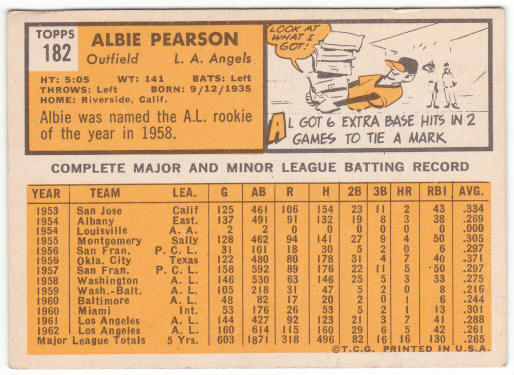 TOPPS
182
ALBIE PEARSON
Outfield L. A. Angels
HT: 5:05 WT: 141 BATS: Left
THROWS: Left BORN: 9/12/1935
HOME: Riverside, Calif.
Albie was named the A.L. rookie
of the year in 1958.
LOOK AT
WHAT I
GOT!
AL GOT 6 EXTRA BASE HITS IN 2
GAMES TO TIE A MARK
COMPLETE MAJOR AND MINOR LEAGUE BATTING RECORD
YEAR TEAM LEA. G AB R H 2B 3B HR RBI AVG.
1953 San Jose Calif 125 461 106 154 23 11 2 43 .334
1954 Albany East. 137 491 91 132 19 8 3 38 .269
1954 Louisville A. A. 2 0 0 0 0 0 0 0 .000
1955 Montgomery Sally 128 462 94 141 27 9 4 50 .305
1956 San Fran. P. C. L. 31 101 18 30 5 2 0 6 .297
1956 Okla. City Texas 122 480 80 178 31 4 7 40 .371
1957 San Fran. P. C. L. 158 592 89 176 22 11 5 50 .297
1958 Washington A. L. 146 530 63 146 25 5 3 33 .275
1959 Wash.-Balt. A. L. 105 218 31 47 5 2 0 8 .216
1960 Baltimore A. L. 48 82 17 20 2 0 1 6 .244
1960 Miami Int. 53 176 26 53 5 2 0 13 .301
1961 Los Angeles A. L. 144 427 92 123 21 3 7 41 .288
1962 Los Angeles A. L. 160 614 115 160 29 6 5 42 .261
Major League Totals 5 Yrs. 603 1871 318 496 82 16 16 130 .265
©T.C.G. PRINTED IN U.S.A.